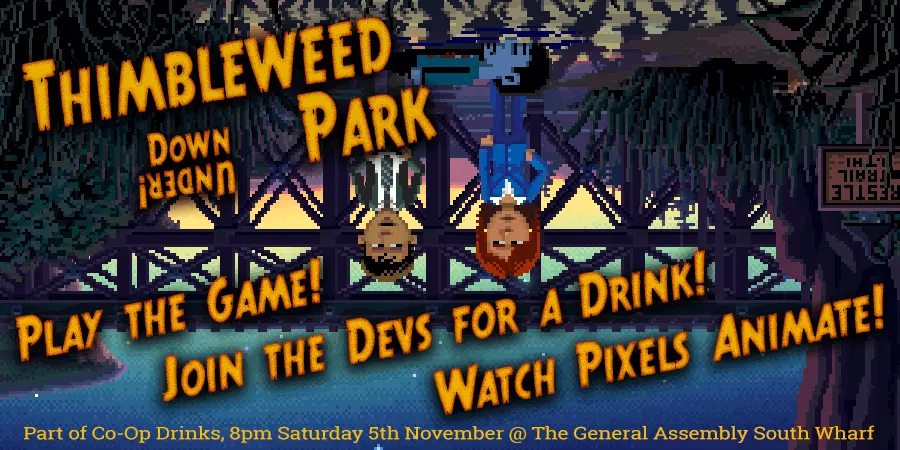 THIMBLEWEED
PARK
DOWN
UNDER!
PLAY THE GAME!
JOIN THE DEVS FOR A DRINK!
WATCH PIXELS ANIMATE!
Part of Co-Op Drinks, 8pm Saturday 5th November @ The General Assembly South Wharf